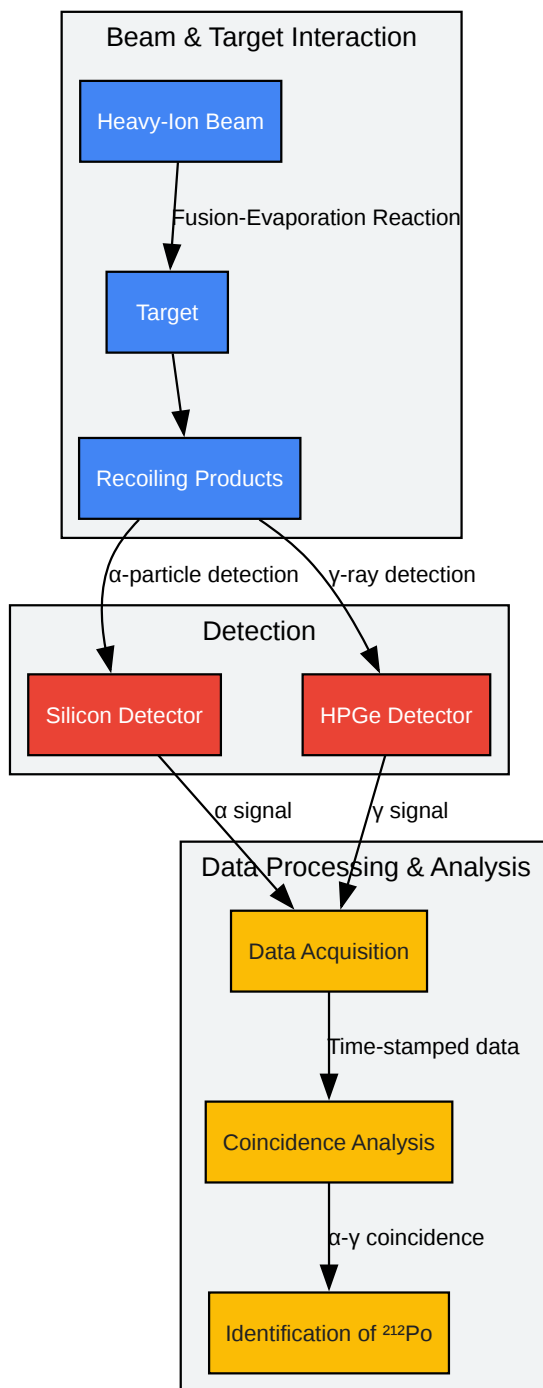 Beam & Target Interaction
Heavy-Ion Beam
Fusion-Evaporation Reaction
Target
Recoiling Products
α-particle detection
γ-ray detection
Detection
Silicon Detector
HPGe Detector
α signal
γ signal
Data Processing & Analysis
Data Acquisition
Time-stamped data
Coincidence Analysis
α-γ coincidence
Identification of ²¹²Po